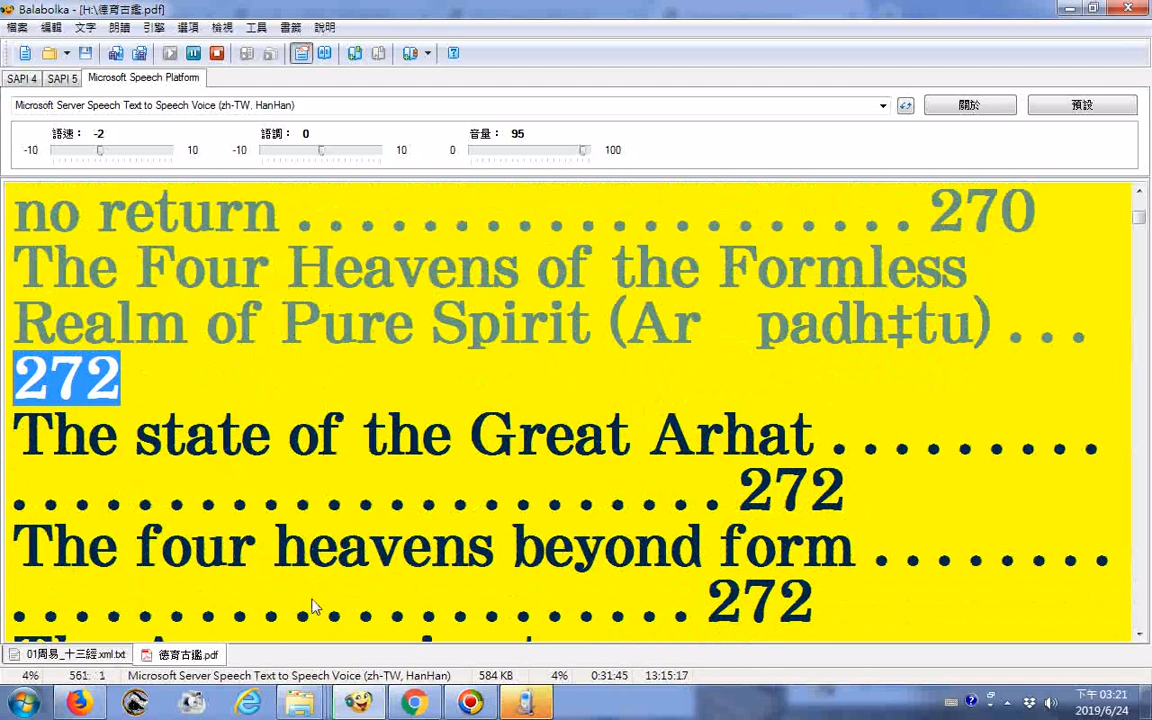 Balabolka - [H:\德育古鑑.pdf]
檔案 編輯 文字 朗讀 引擎 選項 檢視 工具 書籤 說明
SAPI 4 SAPI 5 Microsoft Speech Platform
Microsoft Server Speech Text to Speech Voice (zh-TW, HanHan)
關於 預設
語速： -2 語調： 0 音量： 95
-10 10 -10 10 0 100
no return . . . . . . . . . . . . . . . . . . . . 270
The Four Heavens of the Formless
Realm of Pure Spirit (Ar padh‡tu) . . .
272
The state of the Great Arhat . . . . . . . . .
. . . . . . . . . . . . . . . . . . . . . . . 272
The four heavens beyond form . . . . . . . .
. . . . . . . . . . . . . . . . . . . . . . 272
01周易_十三經.xml.txt 德育古鑑.pdf
4% 561: 1 Microsoft Server Speech Text to Speech Voice (zh-TW, HanHan) 584 KB 4% 0:31:45 13:15:17
下午 03:21
2019/6/24